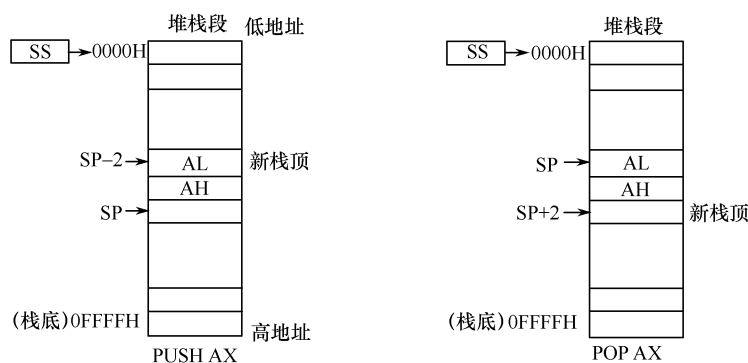 堆栈段 低地址
SS 0000H
SP–2 AL 新栈顶
AH
SP
(栈底)0FFFFH 高地址
PUSH AX
堆栈段
SS 0000H
SP AL
AH
SP+2 新栈顶
(栈底)0FFFFH
POP AX